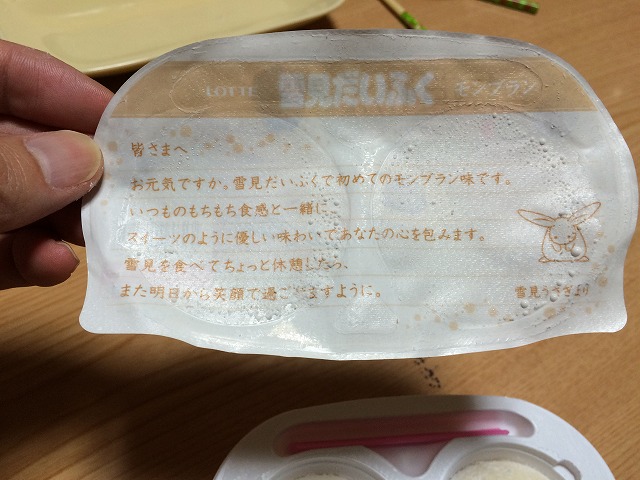 LOTTE 雪見だいふく モンブラン
皆さまへ
お元気ですか。雪見だいふくで初めてのモンブラン味です。
いつものもちもち食感と一緒に
スイーツのように優しい味わいであなたの心を包みます。
雪見を食べてちょっと休憩したら、
また明日から笑顔で過ごせますように。
雪見うさぎより